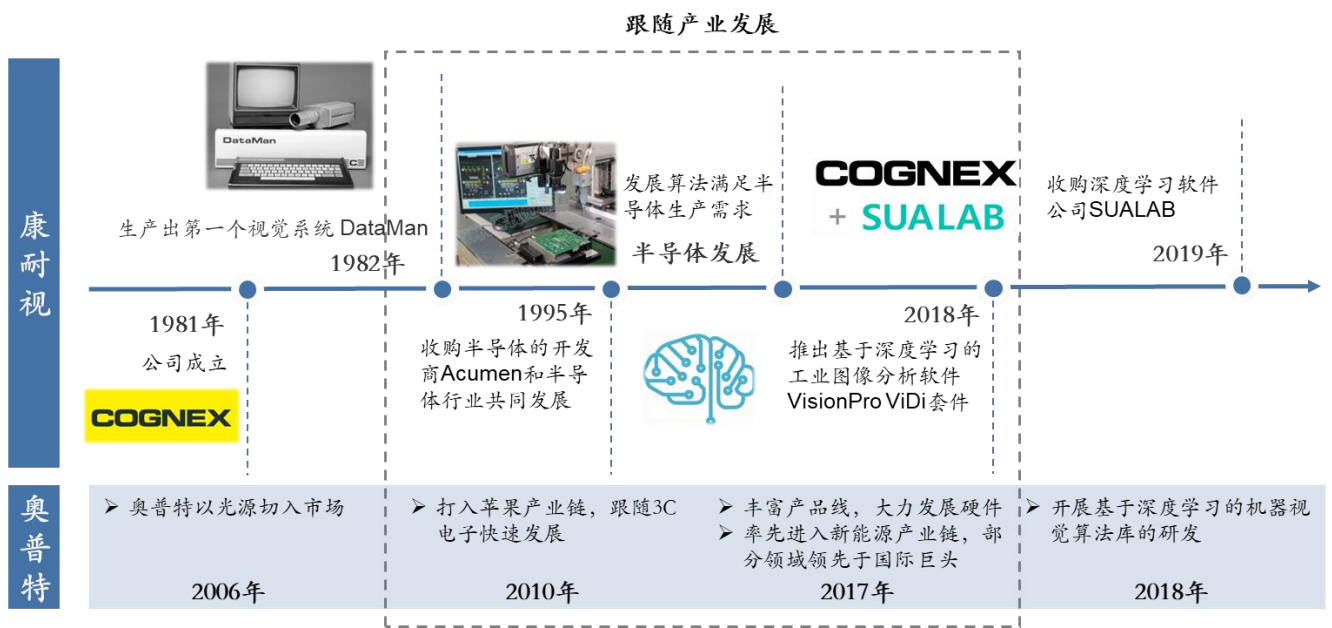 跟随产业发展
康耐视
DataMan
生产出第一个视觉系统 DataMan
1982年
发展算法满足半
导体生产需求
半导体发展
COGNEX
+ SUALAB
收购深度学习软件
公司SUALAB
2019年
1981年
公司成立
COGNEX
1995年
收购半导体的开发
商Acumen和半导
体行业共同发展
2018年
推出基于深度学习的
工业图像分析软件
VisionPro ViDi套件
奥普特
➢ 奥普特以光源切入市场
2006年
➢ 打入苹果产业链，跟随3C
电子快速发展
2010年
➢ 丰富产品线，大力发展硬件
➢ 率先进入新能源产业链，部
分领域领先于国际巨头
2017年
➢ 开展基于深度学习的机器视
觉算法库的研发
2018年